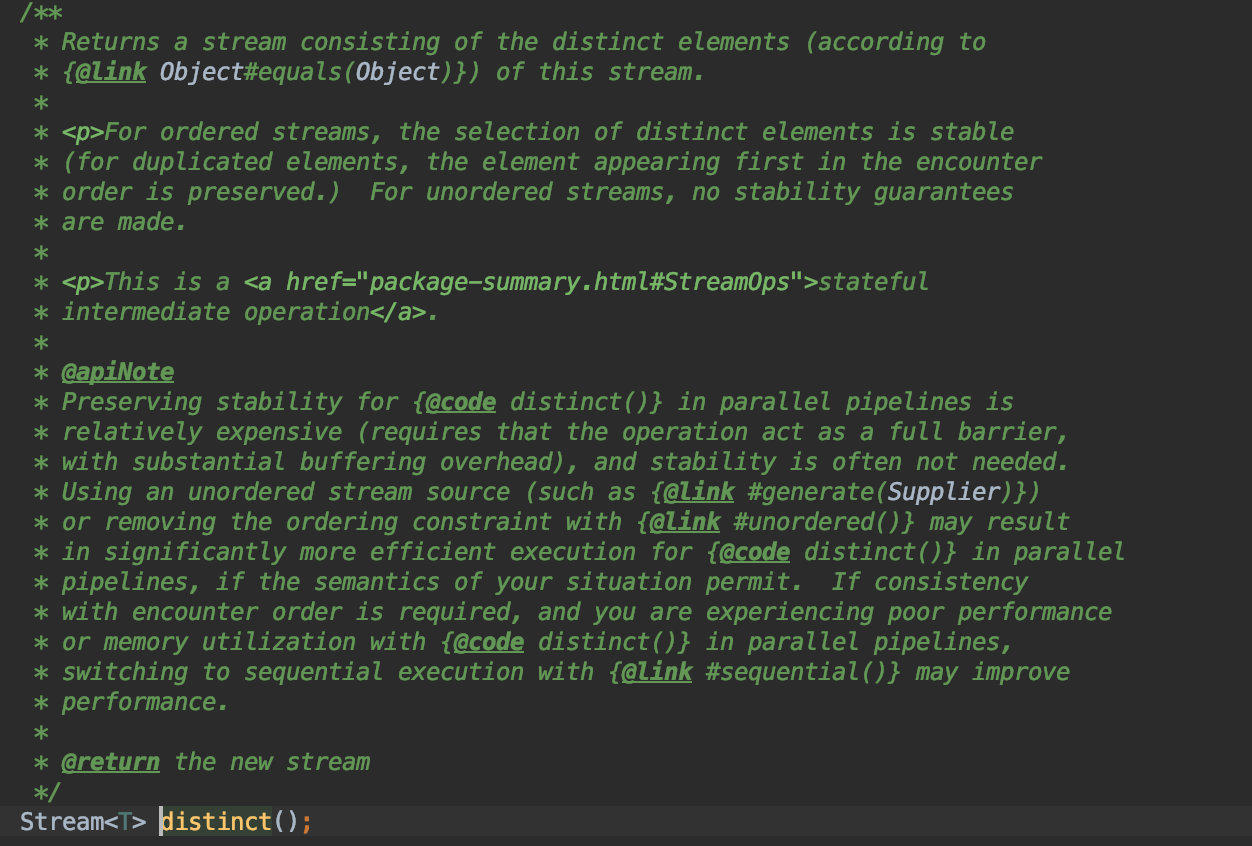 /**
 * Returns a stream consisting of the distinct elements (according to
 * {@link Object#equals(Object)}) of this stream.
 *
 * <p>For ordered streams, the selection of distinct elements is stable
 * (for duplicated elements, the element appearing first in the encounter
 * order is preserved.)  For unordered streams, no stability guarantees
 * are made.
 *
 * <p>This is a <a href="package-summary.html#StreamOps">stateful
 * intermediate operation</a>.
 *
 * @apiNote
 * Preserving stability for {@code distinct()} in parallel pipelines is
 * relatively expensive (requires that the operation act as a full barrier,
 * with substantial buffering overhead), and stability is often not needed.
 * Using an unordered stream source (such as {@link #generate(Supplier)})
 * or removing the ordering constraint with {@link #unordered()} may result
 * in significantly more efficient execution for {@code distinct()} in parallel
 * pipelines, if the semantics of your situation permit.  If consistency
 * with encounter order is required, and you are experiencing poor performance
 * or memory utilization with {@code distinct()} in parallel pipelines,
 * switching to sequential execution with {@link #sequential()} may improve
 * performance.
 *
 * @return the new stream
 */
Stream<T> distinct();